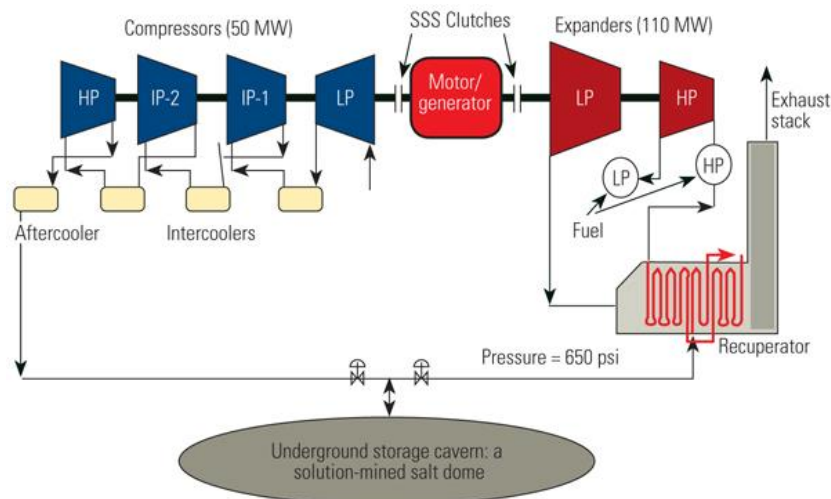 Compressors (50 MW)
SSS Clutches
Expanders (110 MW)
HP
IP-2
IP-1
LP
Motor/
generator
LP
HP
Exhaust
stack
LP
HP
Fuel
Aftercooler
Intercoolers
Recuperator
Pressure = 650 psi
Underground storage cavern: a
solution-mined salt dome